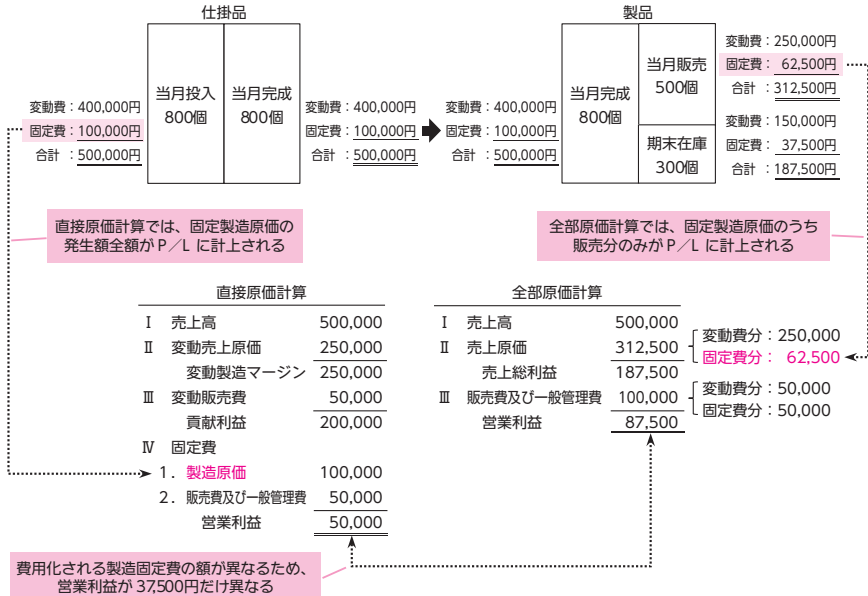 仕掛品
当月投入
800個
当月完成
800個
変動費：400,000円
固定費：100,000円
合計　：500,000円
変動費：400,000円
固定費：100,000円
合計　：500,000円
製品
変動費：400,000円
固定費：100,000円
合計　：500,000円
当月完成
800個
当月販売
500個
期末在庫
300個
変動費：250,000円
固定費： 62,500円
合計　：312,500円
変動費：150,000円
固定費： 37,500円
合計　：187,500円
直接原価計算では、固定製造原価の
発生額全額がP／Lに計上される
全部原価計算では、固定製造原価のうち
販売分のみがP／Lに計上される
直接原価計算
Ⅰ　売上高　500,000
Ⅱ　変動売上原価　250,000
変動製造マージン　250,000
Ⅲ　変動販売費　50,000
貢献利益　200,000
Ⅳ　固定費
1．製造原価　100,000
2．販売費及び一般管理費　50,000
営業利益　50,000
全部原価計算
Ⅰ　売上高　500,000
Ⅱ　売上原価　312,500
変動費分：250,000
固定費分： 62,500
売上総利益　187,500
Ⅲ　販売費及び一般管理費　100,000
変動費分：50,000
固定費分：50,000
営業利益　87,500
費用化される製造固定費の額が異なるため、
営業利益が37,500円だけ異なる